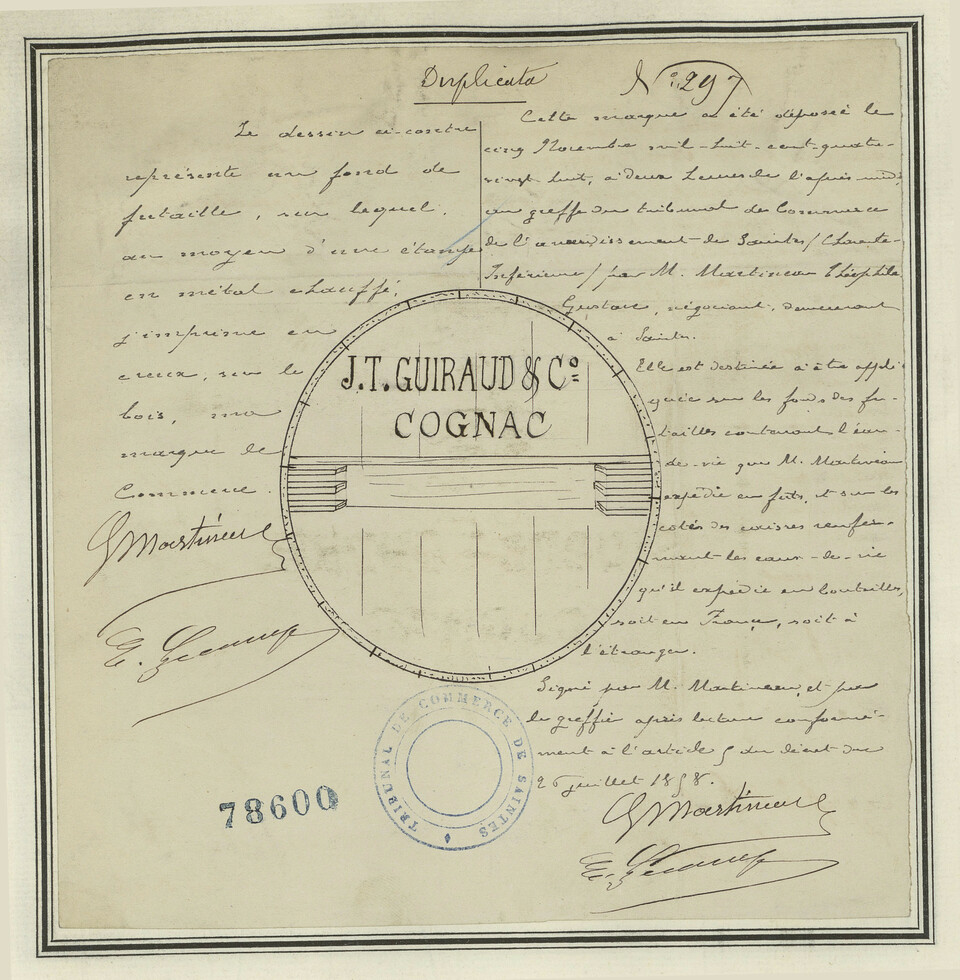 Duplicata
N° 297
Le dessin ci-contre
représente un fond de
futaille, sur lequel,
au moyen d'une étampe
en métal chauffé,
j'imprime en
creux, sur le
bois, ma
marque de
Commerce.
G Martineau
Cette marque a été déposée le
cinq Novembre mil-huit-cent-quatre-
vingt huit, à deux heures de l'après midi,
au greffe du tribunal de Commerce
de l'arrondissement de Saintes (Charente-
Inférieure) par M. Martineau Théophile
Gustave, négociant, demeurant
à Saintes.
Elle est destinée à être appli-
quée sur les fonds des fu-
tailles contenant l'eau-
de-vie que M. Martineau
expédie en futs, et sur les
côtés des caisses renfer-
mant les eaux-de-vie
qu'il expédie en bouteilles,
soit en France, soit à
l'étranger.
Signé par M. Martineau, et par
le greffier après lecture conformé-
ment à l'article 5 du décret du
26 juillet 1858.
G Martineau
J.T. GUIRAUD & Cº
COGNAC
TRIBUNAL DE COMMERCE DE SAINTES
78600